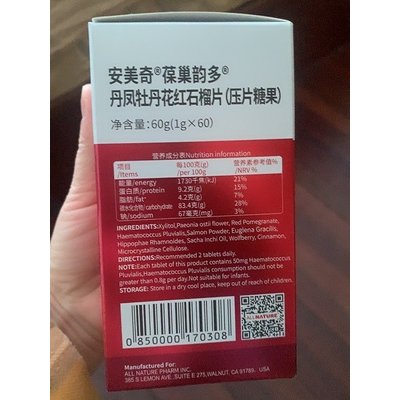 安美奇®葆巢韵多®
丹凤牡丹花红石榴片（压片糖果）
净含量:60g(1g×60)
营养成分表Nutrition information
项目/Items 每100克(g)/per 100g 营养素参考值%/NRV %
能量/energy 1730千焦(kJ) 21%
蛋白质/protein 9.2克(g) 15%
脂肪/fat 4.2克(g) 7%
碳水化合物/carbohydrate 83.4克(g) 28%
钠/sodium 67毫克(mg) 3%
INGREDIENTS:Xylitol,Paeonia ostii flower, Red Pomegranate,
Haematococcus Pluvialis,Salmon Powder, Euglena Gracilis,
Hippophae Rhamnoides, Sacha Inchi Oil, Wolfberry, Cinnamon,
Microcrystalline Cellulose.
DIRECTIONS:Recommended 2 tablets daily.
NOTE:Each tablet of this product contains 50mg Haematococcus
Pluvialis.Haematococcus Pluvialis consumption should not be
greater than 0.8g per day.
STORAGE: Store in a dry cool place, keep out of reach of children.
ALL NATURE
0 850000 170308
Manufactured For:
ALL NATURE PHARM INC.
385 S LEMON AVE ,SUITE E 275,WALNUT, CA 91789. USA